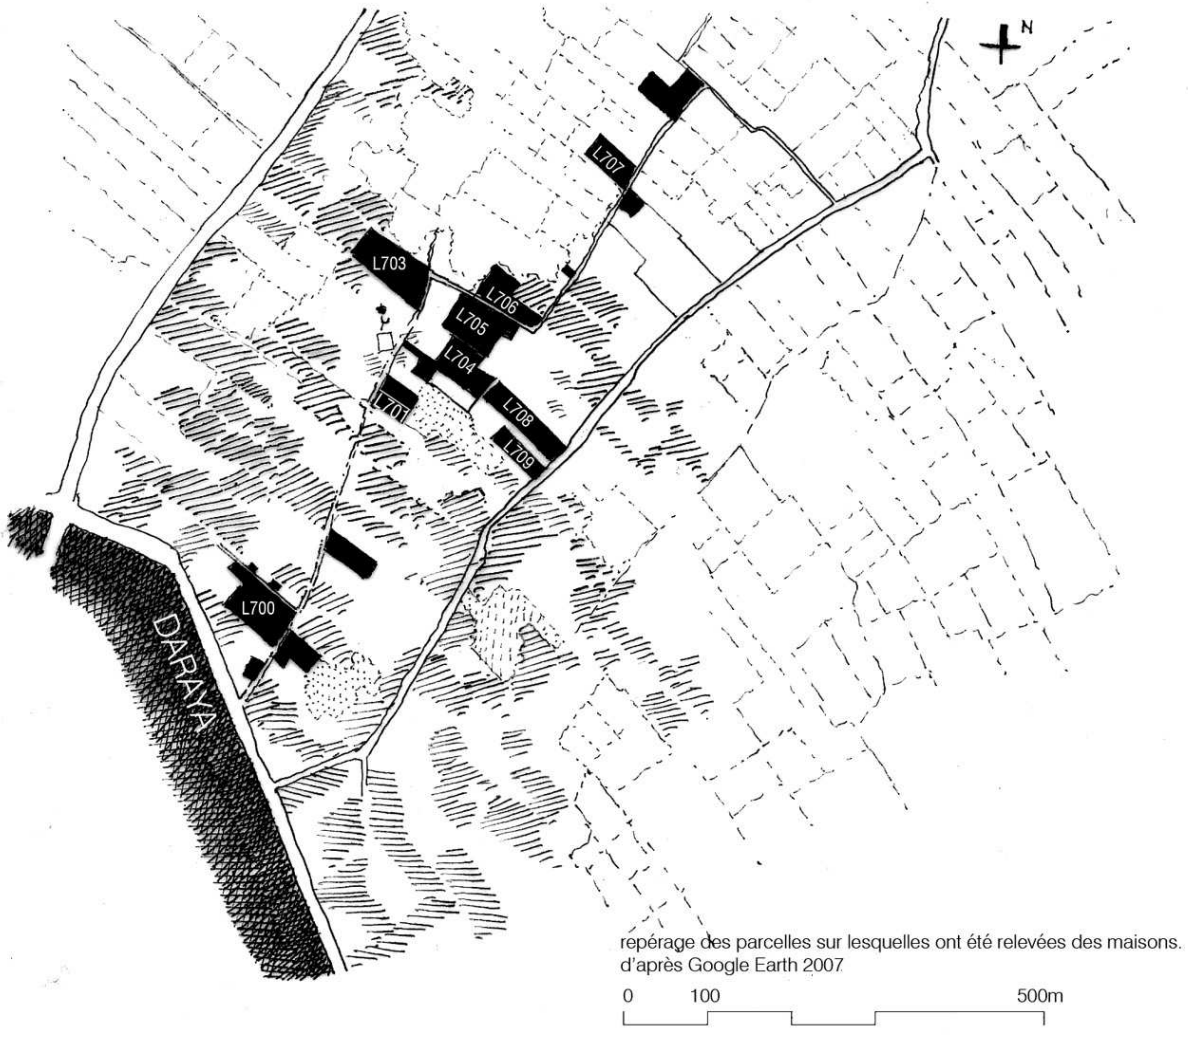 N
L707
L703
L706
L705
L704
L701
L708
L709
L700
DARAYA
repérage des parcelles sur lesquelles ont été relevées des maisons.
d'après Google Earth 2007
0 100 500m